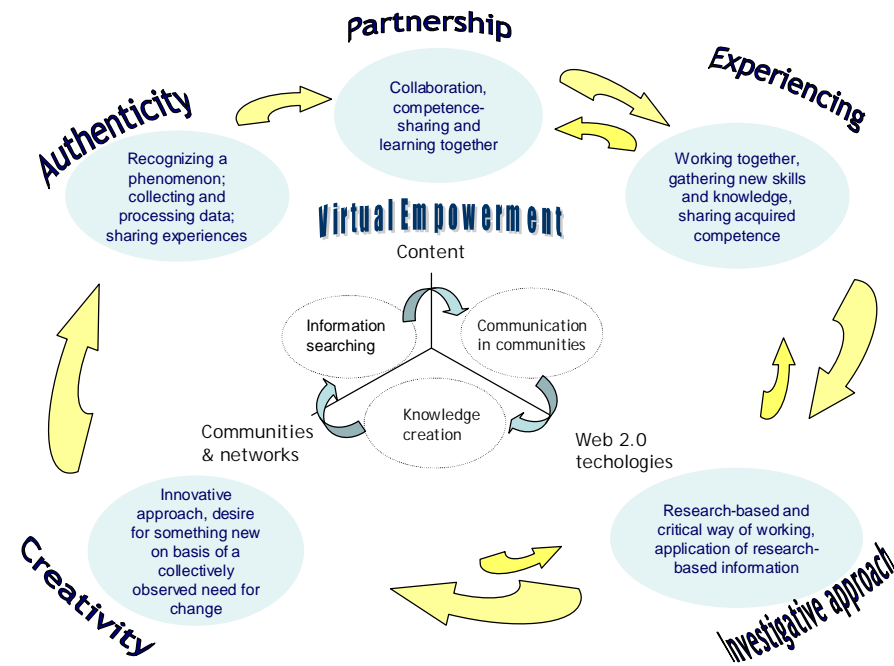 Partnership
Collaboration,
competence-
sharing and
learning together
Experiencing
Working together,
gathering new skills
and knowledge,
sharing acquired
competence
Authenticity
Recognizing a
phenomenon;
collecting and
processing data;
sharing experiences
Virtual Empowerment
Content
Information
searching
Communication
in communities
Knowledge
creation
Communities
& networks
Web 2.0
techologies
Creativity
Innovative
approach, desire
for something new
on basis of a
collectively
observed need for
change
Research-based and
critical way of working,
application of research-
based information
Investigative approach